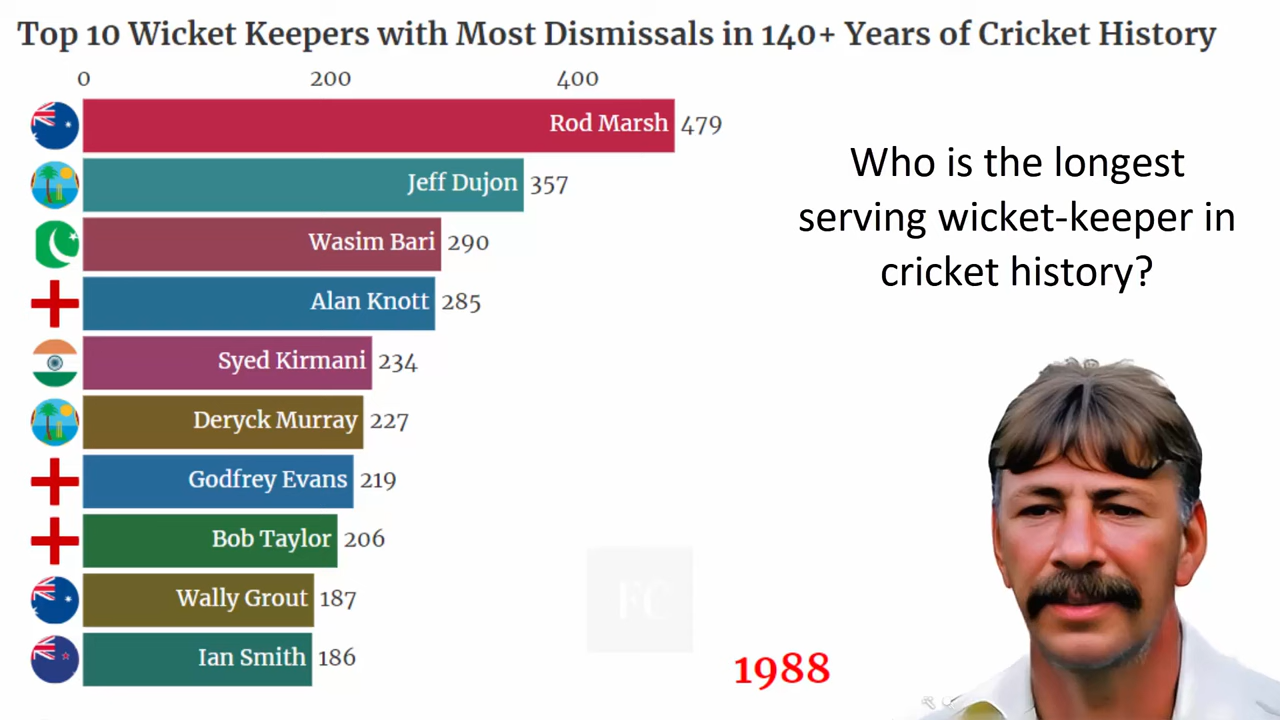 Top 10 Wicket Keepers with Most Dismissals in 140+ Years of Cricket History
0 200 400
Rod Marsh 479
Jeff Dujon 357
Wasim Bari 290
Alan Knott 285
Syed Kirmani 234
Deryck Murray 227
Godfrey Evans 219
Bob Taylor 206
Wally Grout 187
Ian Smith 186
Who is the longest
serving wicket-keeper in
cricket history?
FC
1988